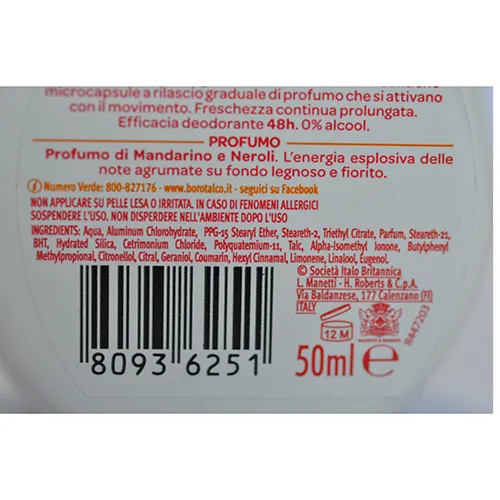 microcapsule a rilascio graduale di profumo che si attivano
con il movimento. Freschezza continua prolungata.
Efficacia deodorante 48h. 0% alcool.
PROFUMO
Profumo di Mandarino e Neroli. L'energia esplosiva delle
note agrumate su fondo legnoso e fiorito.
i Numero Verde: 800-827176 - www.borotalco.it - seguici su Facebook
NON APPLICARE SU PELLE LESA O IRRITATA. IN CASO DI FENOMENI ALLERGICI
SOSPENDERE L'USO. NON DISPERDERE NELL'AMBIENTE DOPO L'USO
INGREDIENTS: Aqua, Aluminum Chlorohydrate, PPG-15 Stearyl Ether, Steareth-2, Triethyl Citrate, Parfum, Steareth-21,
BHT, Hydrated Silica, Cetrimonium Chloride, Polyquaternium-11, Talc, Alpha-Isomethyl Ionone, Butylphenyl
Methylpropional, Citronellol, Citral, Geraniol, Coumarin, Hexyl Cinnamal, Limonene, Linalool, Eugenol.
© Società Italo Britannica
L. Manetti - H. Roberts & C.p.A.
Via Baldanzese, 177 Calenzano (FI)
ITALY
12 M
R447203
50ml e
8093 6251